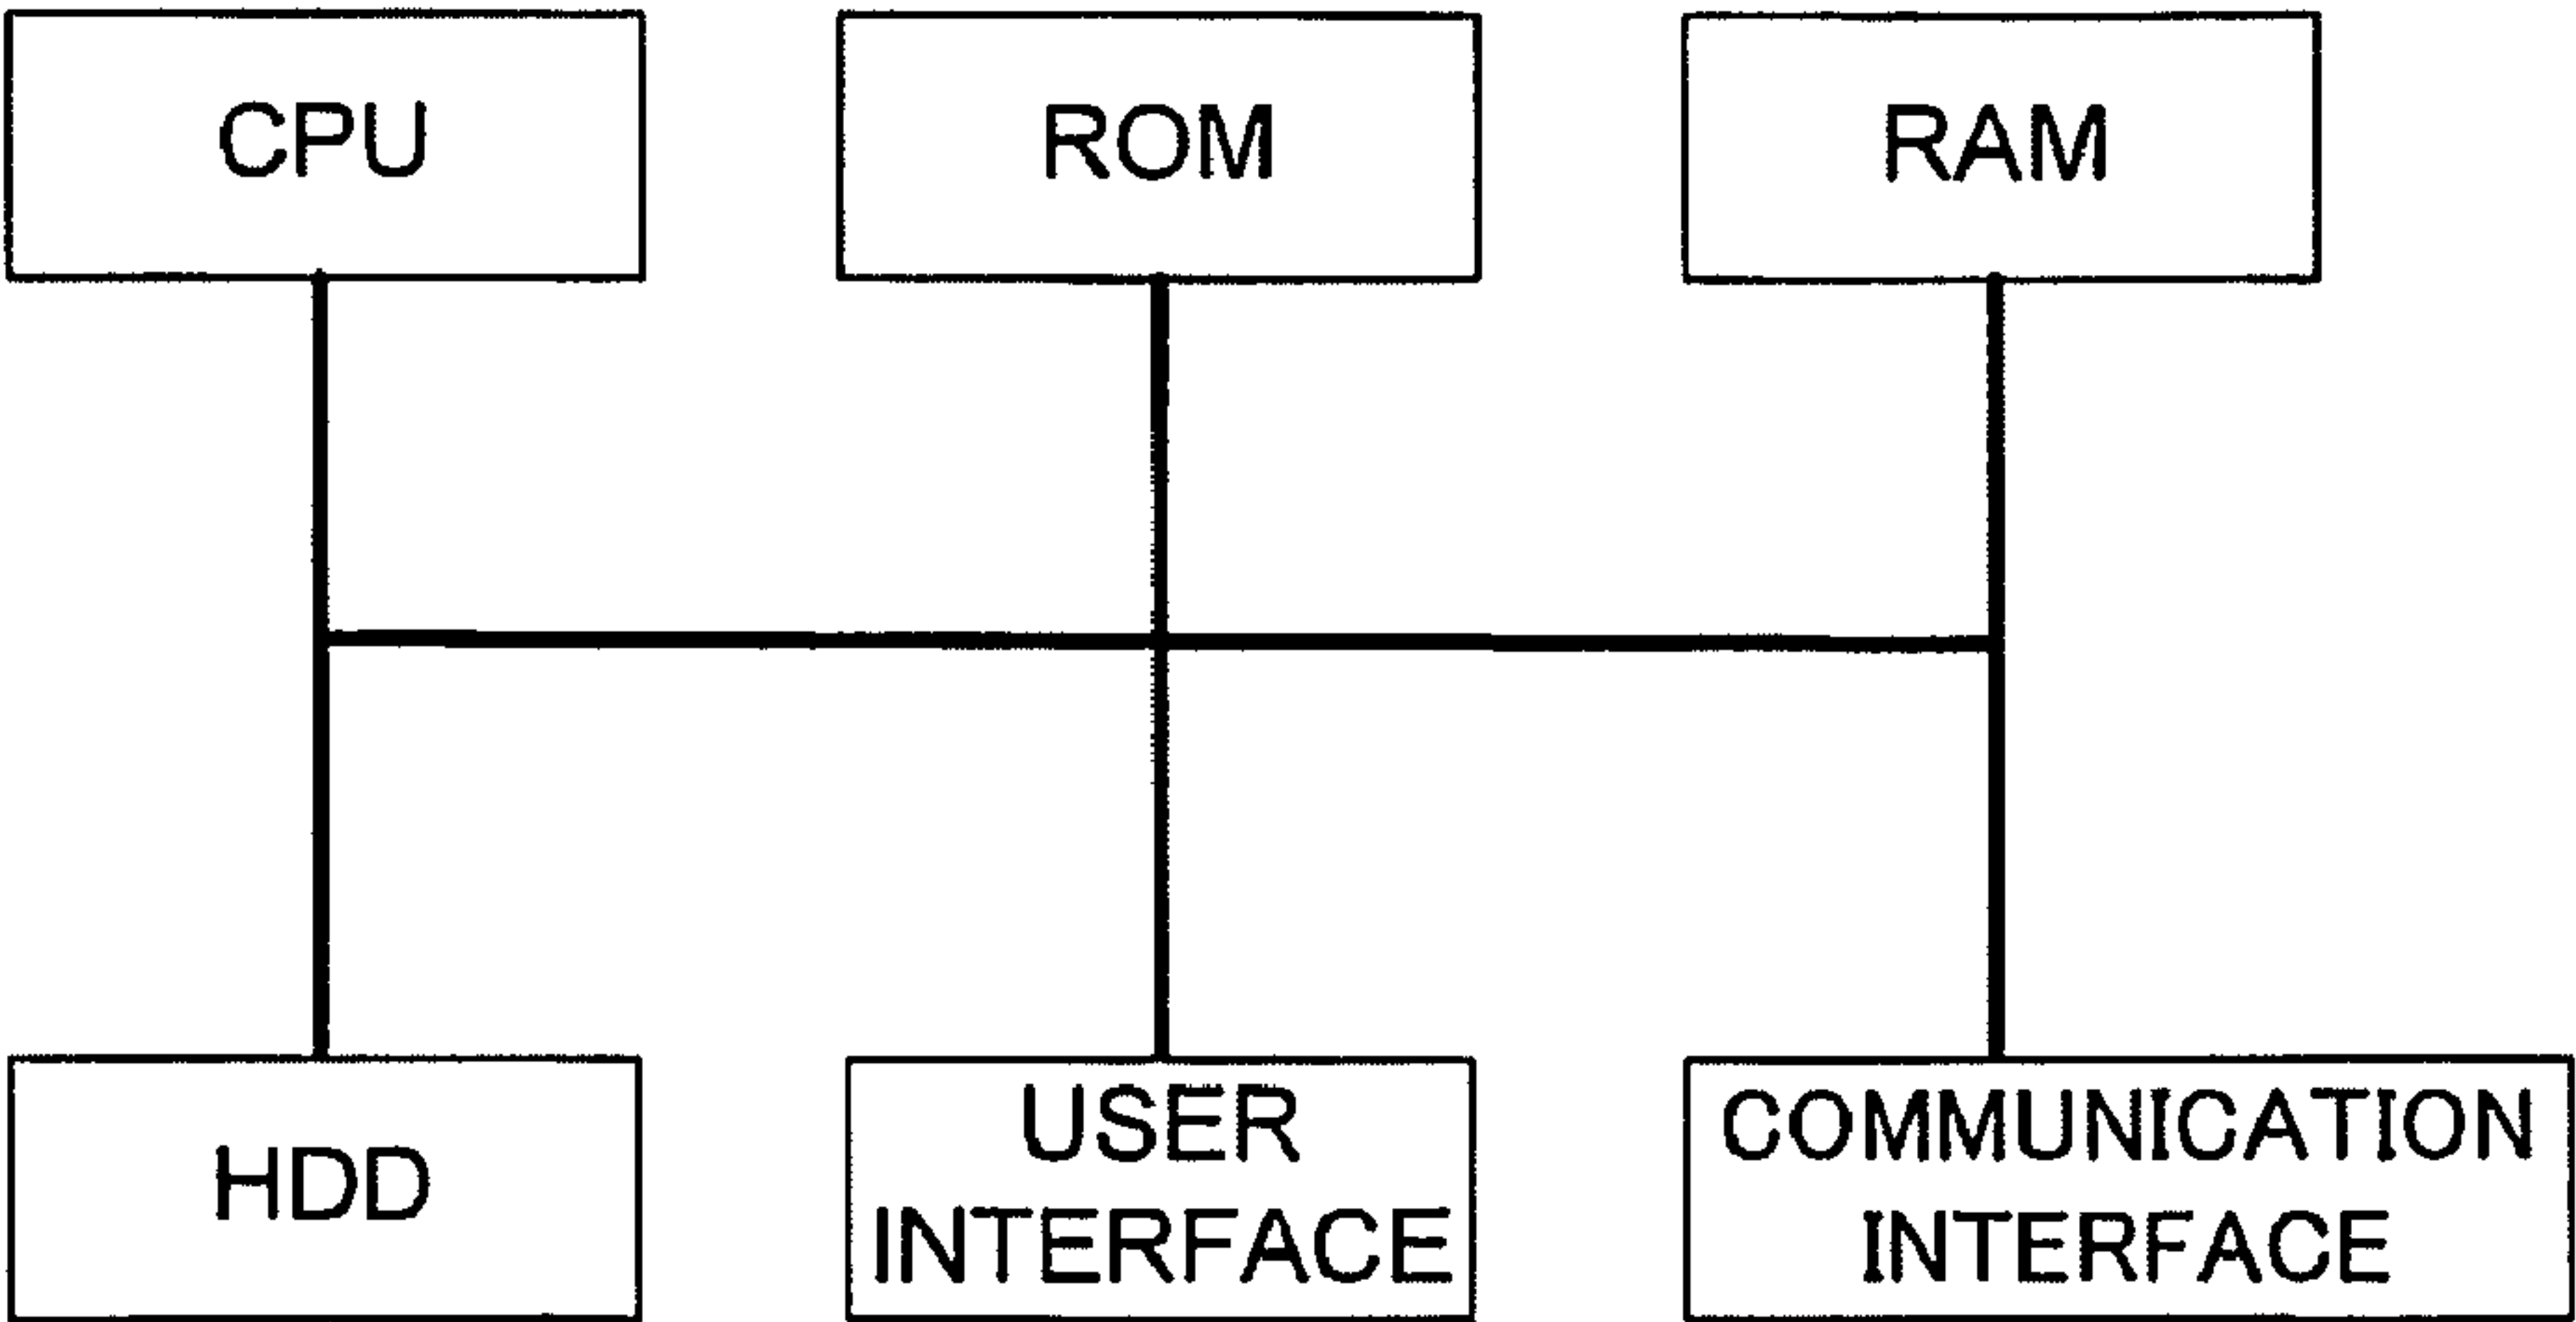 CPU
ROM
RAM
HDD
USER
INTERFACE
COMMUNICATION
INTERFACE